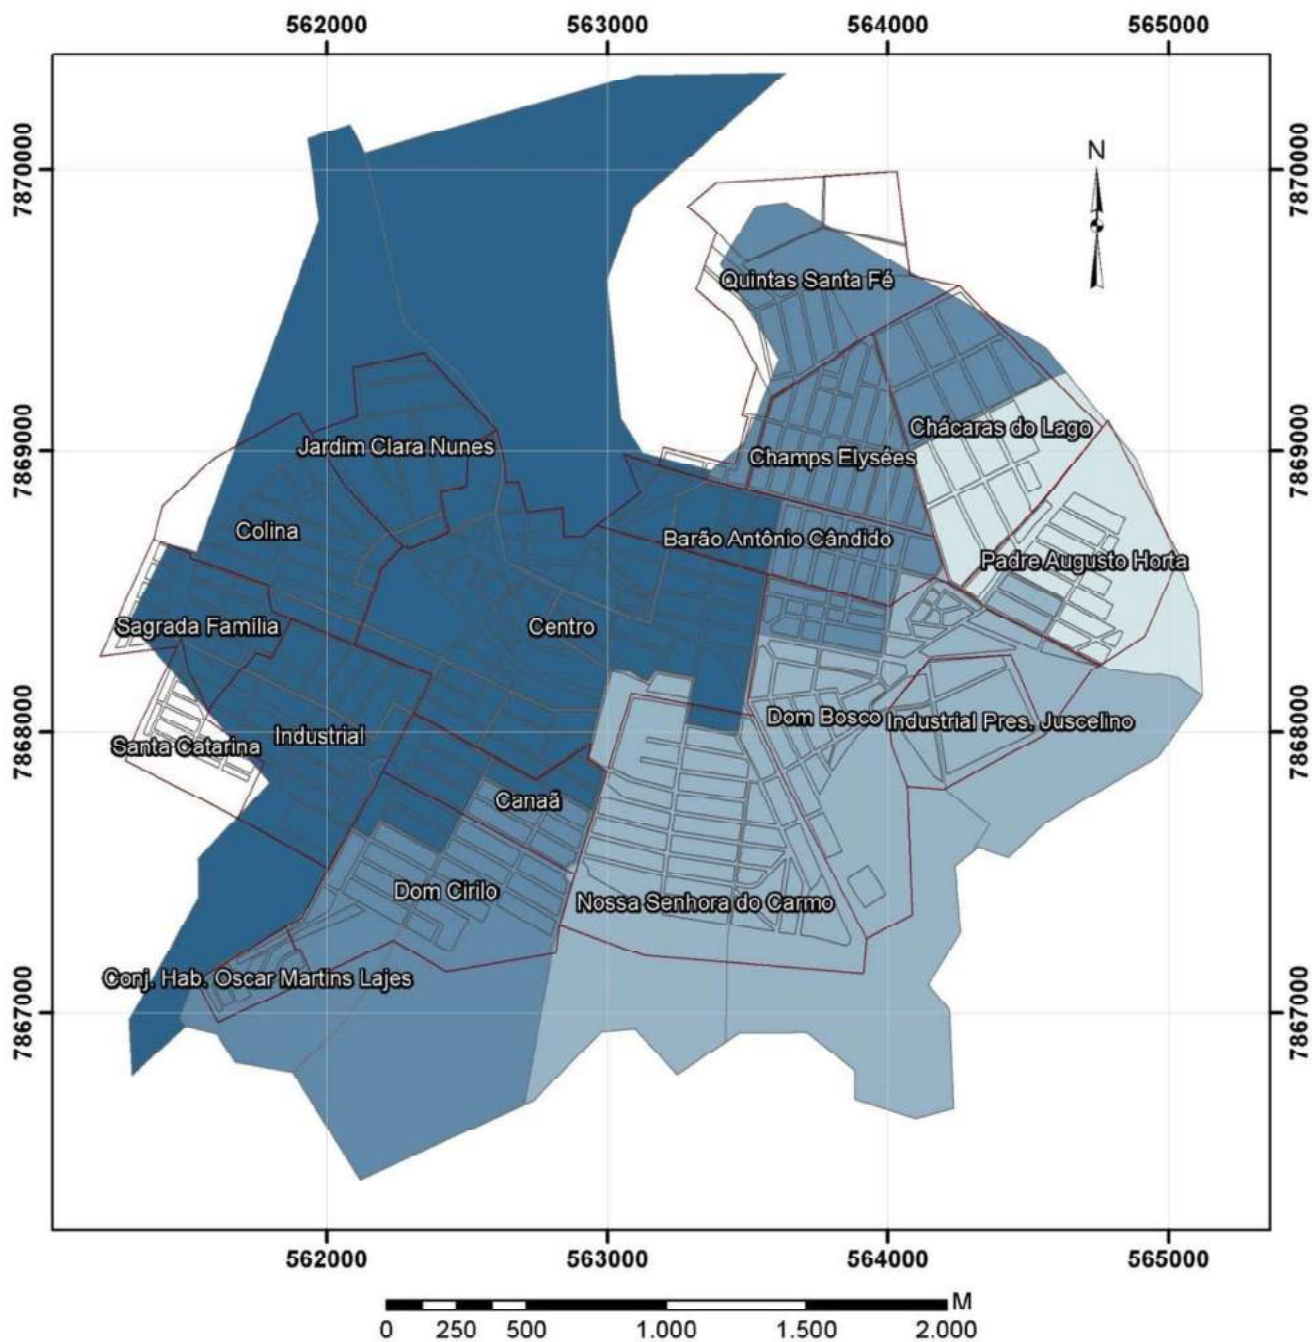 562000 563000 564000 565000
7870000 7870000
N
Quintas Santa Fé
Chácaras do Lago
Jardim Clara Nunes
7869000 7869000
Champs Elysées
Colina
Barão Antônio Cândido
Padre Augusto Horta
Sagrada Família
Centro
Dom Bosco
Industrial Pres. Juscelino
7868000 7868000
Industrial
Santa Catarina
Canaã
Dom Cirilo
Nossa Senhora do Carmo
Conj. Hab. Oscar Martins Lajes
7867000 7867000
562000 563000 564000 565000
M
0 250 500 1.000 1.500 2.000